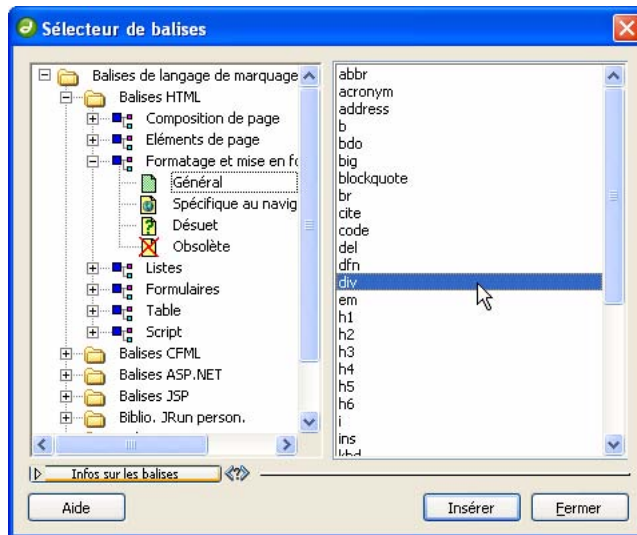 Sélecteur de balises
Balises de langage de marquage
Balises HTML
Composition de page
Eléments de page
Formatage et mise en fo
Général
Spécifique au navig
Désuet
Obsolète
Listes
Formulaires
Table
Script
Balises CFML
Balises ASP.NET
Balises JSP
Biblio. JRun person.
abbr
acronym
address
b
bdo
big
blockquote
br
cite
code
del
dfn
div
em
h1
h2
h3
h4
h5
h6
i
ins
kbd
Infos sur les balises
Aide
Insérer
Fermer